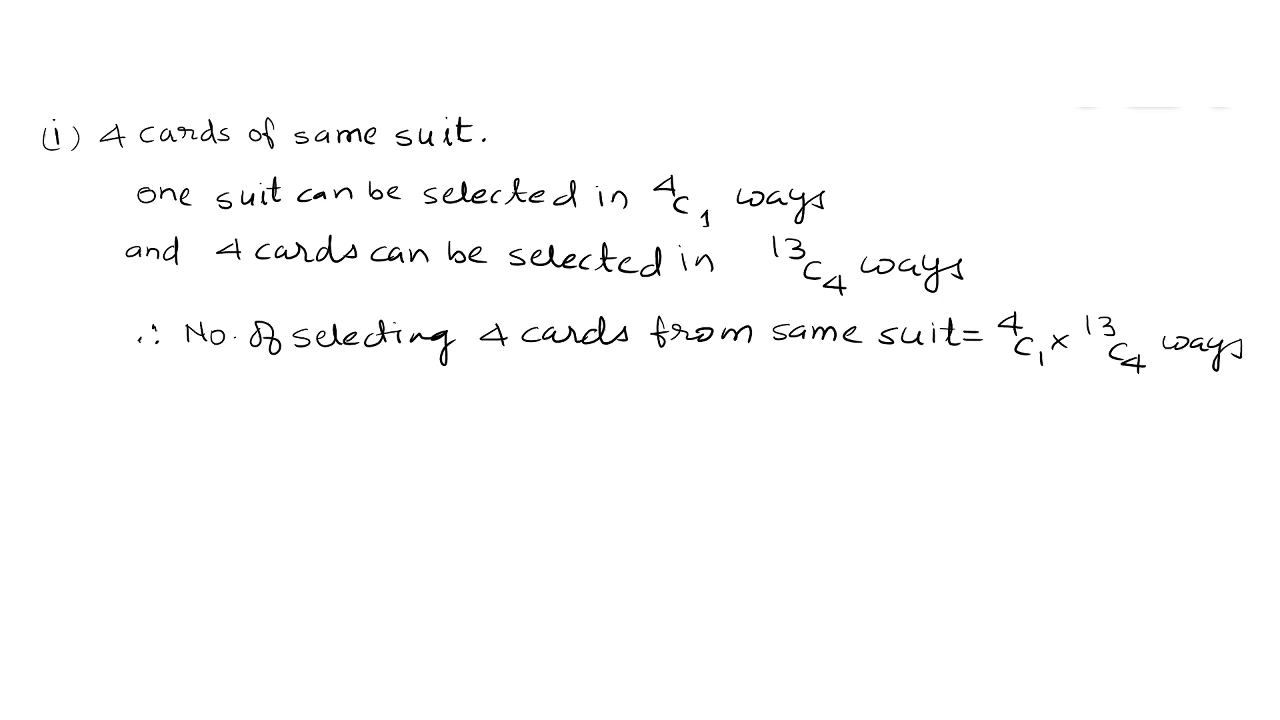 (i) 4 cards of same suit.
one suit can be selected in ⁴C₁ ways
and 4 cards can be selected in ¹³C₄ ways
∴ No. of selecting 4 cards from same suit = ⁴C₁ × ¹³C₄ ways